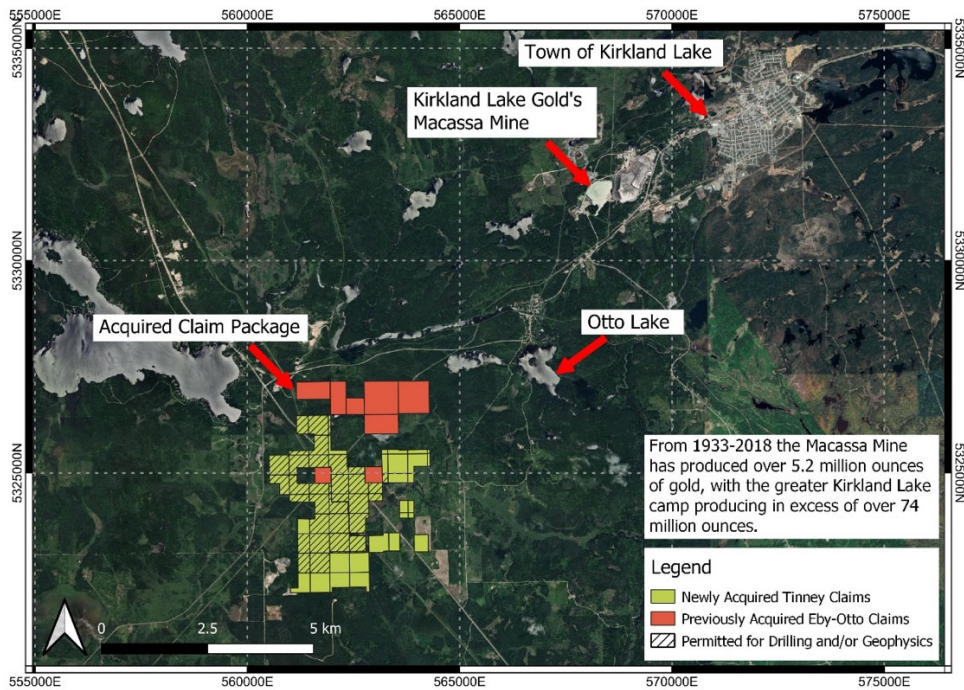 555000E 560000E 565000E 570000E 575000E
5335000N 5335000N
Town of Kirkland Lake
Kirkland Lake Gold's
Macassa Mine
5330000N 5330000N
Acquired Claim Package
Otto Lake
5325000N 5325000N
From 1933-2018 the Macassa Mine
has produced over 5.2 million ounces
of gold, with the greater Kirkland Lake
camp producing in excess of over 74
million ounces.
Legend
Newly Acquired Tinney Claims
Previously Acquired Eby-Otto Claims
Permitted for Drilling and/or Geophysics
0 2.5 5 km
555000E 560000E 565000E 570000E 575000E